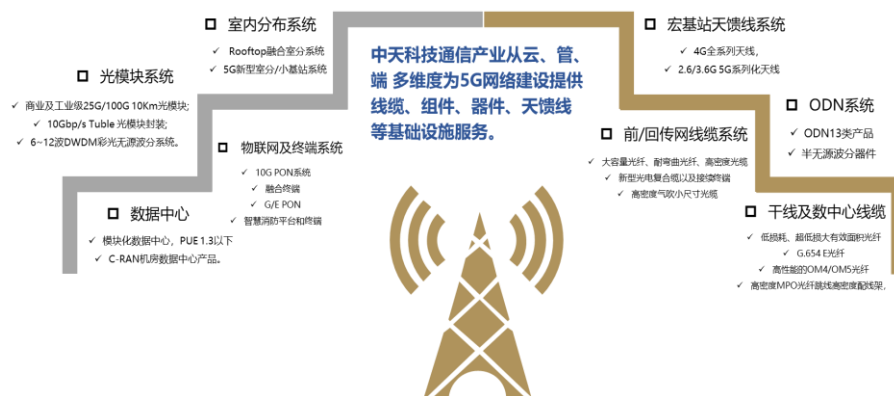 室内分布系统
Rooftop融合室分系统
5G新型室分/小基站系统
光模块系统
商业及工业级25G/100G 10Km光模块;
10Gbp/s Tuble 光模块封装;
6~12波DWDM彩光无源波分系统。
物联网及终端系统
10G PON系统
融合终端
G/E PON
智慧消防平台和终端
数据中心
模块化数据中心，PUE 1.3以下
C-RAN机房数据中心产品。
中天科技通信产业从云、管、
端 多维度为5G网络建设提供
线缆、组件、器件、天馈线
等基础设施服务。
宏基站天馈线系统
4G全系列天线，
2.6/3.6G 5G系列化天线
ODN系统
ODN13类产品
半无源波分器件
前/回传网线缆系统
大容量光纤、耐弯曲光纤、高密度光缆
新型光电复合缆以及接续终端
高密度气吹小尺寸光缆
干线及数中心线缆
低损耗、超低损大有效面积光纤
G.654 E光纤
高性能的OM4/OM5光纤
高密度MPO光纤跳线高密度配线架,